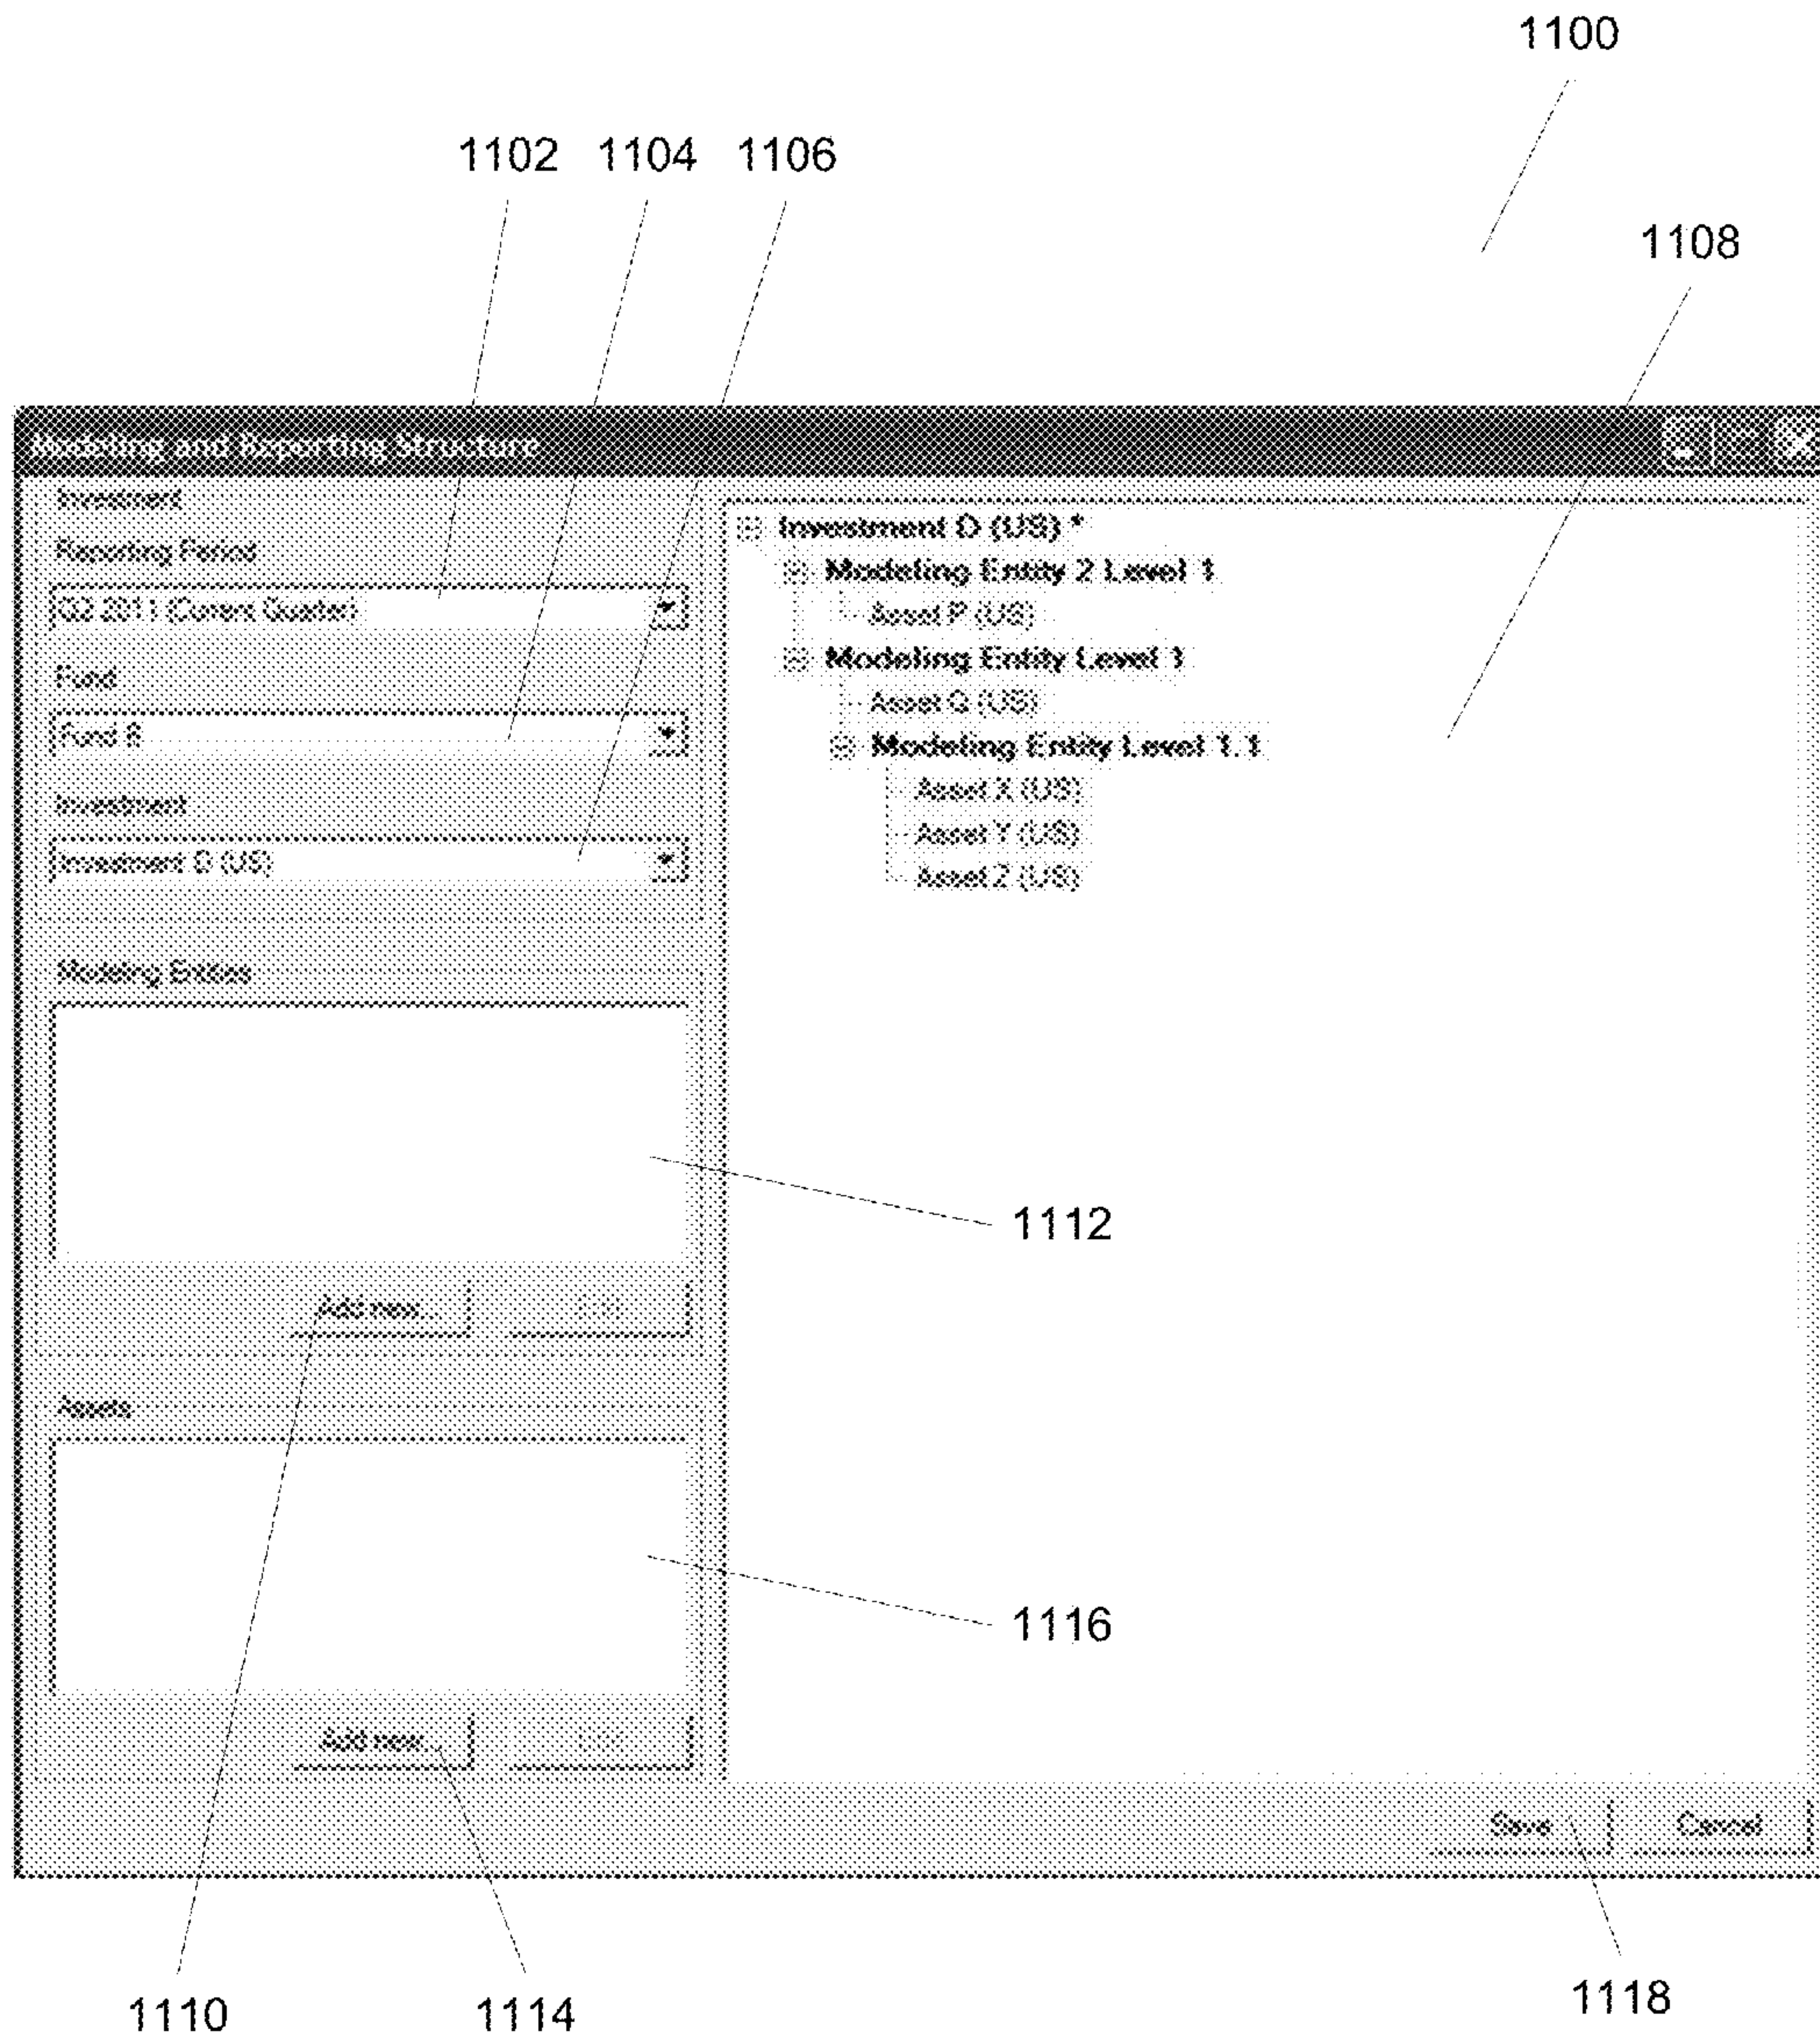 1100
1102 1104 1106
1108
Modeling and Reporting Structure
Investment
Reporting Period
Q2 2011 (Current Quarter)
Fund
Fund B
Investment
Investment D (US)
Investment D (US) *
Modeling Entity 2 Level 1
Asset P (US)
Modeling Entity Level 1
Asset Q (US)
Modeling Entity Level 1.1
Asset X (US)
Asset Y (US)
Asset Z (US)
Modeling Entities
1112
Add new...
Assets
1116
Add new...
Save Cancel
1110 1114 1118